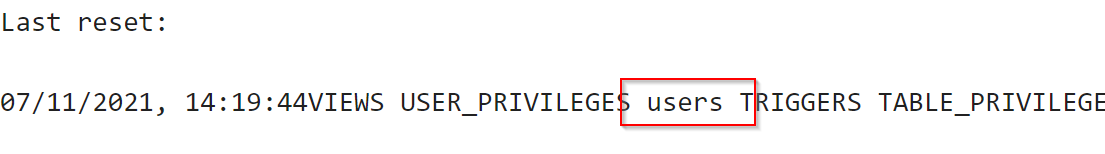 Last reset:
07/11/2021, 14:19:44VIEWS USER_PRIVILEGES users TRIGGERS TABLE_PRIVILEGE